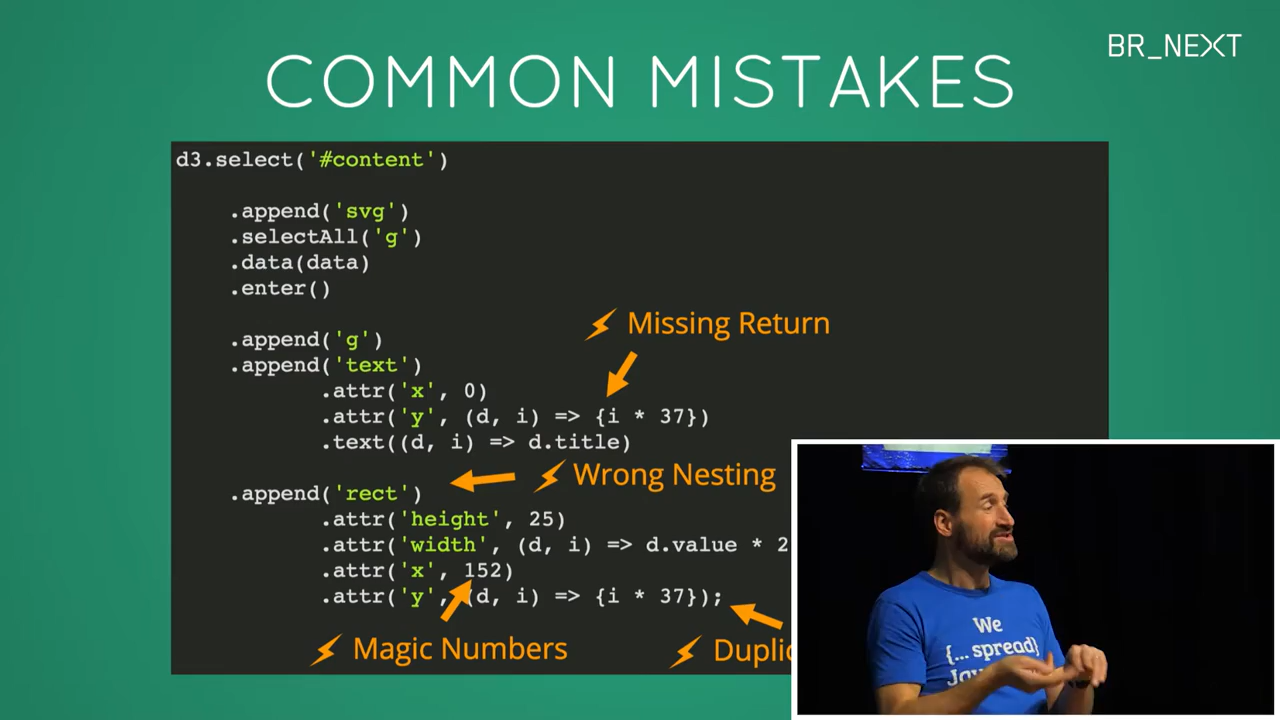 BR_NEXT
COMMON MISTAKES
d3.select('#content')
.append('svg')
.selectAll('g')
.data(data)
.enter()
Missing Return
.append('g')
.append('text')
.attr('x', 0)
.attr('y', (d, i) => {i * 37})
.text((d, i) => d.title)
Wrong Nesting
.append('rect')
.attr('height', 25)
.attr('width', (d, i) => d.value * 2
.attr('x', 152)
.attr('y', (d, i) => {i * 37});
Magic Numbers
Duplic
We
{... spread}